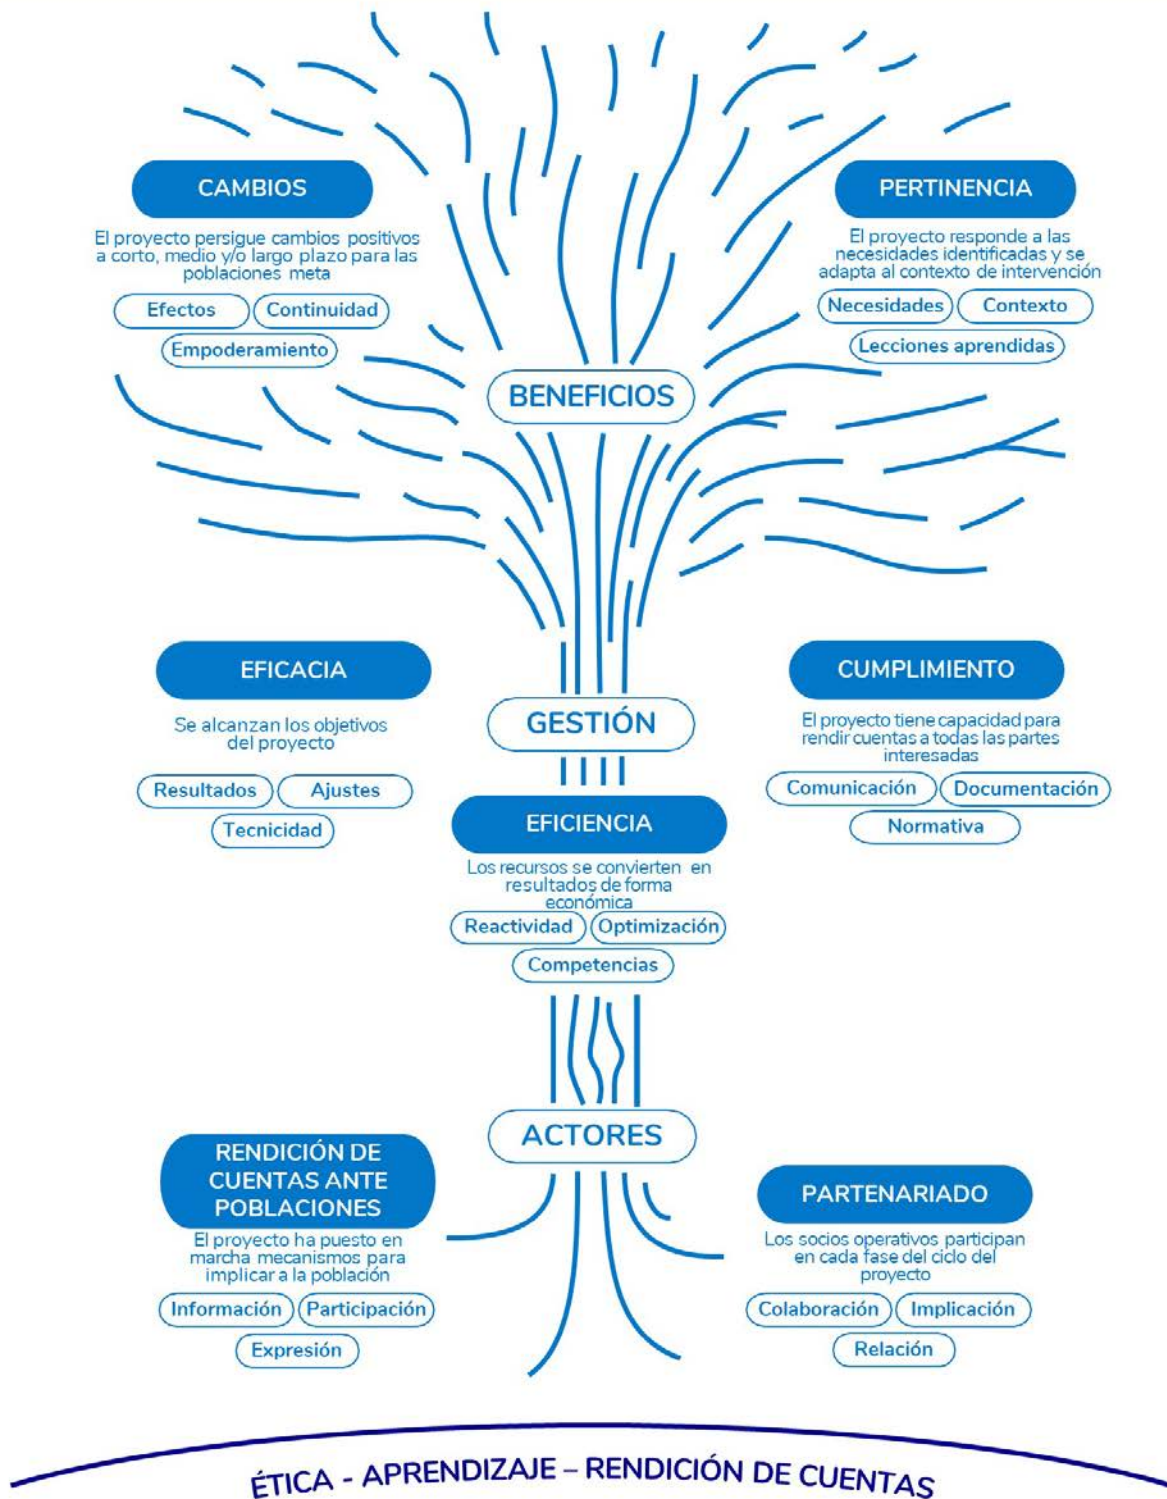 CAMBIOS
El proyecto persigue cambios positivos
a corto, medio y/o largo plazo para las
poblaciones meta
Efectos
Continuidad
Empoderamiento
PERTINENCIA
El proyecto responde a las
necesidades identificadas y se
adapta al contexto de intervención
Necesidades
Contexto
Lecciones aprendidas
BENEFICIOS
EFICACIA
Se alcanzan los objetivos
del proyecto
Resultados
Ajustes
Tecnicidad
GESTIÓN
EFICIENCIA
Los recursos se convierten en
resultados de forma
económica
Reactividad
Optimización
Competencias
CUMPLIMIENTO
El proyecto tiene capacidad para
rendir cuentas a todas las partes
interesadas
Comunicación
Documentación
Normativa
ACTORES
RENDICIÓN DE
CUENTAS ANTE
POBLACIONES
El proyecto ha puesto en
marcha mecanismos para
implicar a la población
Información
Participación
Expresión
PARTENARIADO
Los socios operativos participan
en cada fase del ciclo del
proyecto
Colaboración
Implicación
Relación
ÉTICA - APRENDIZAJE – RENDICIÓN DE CUENTAS